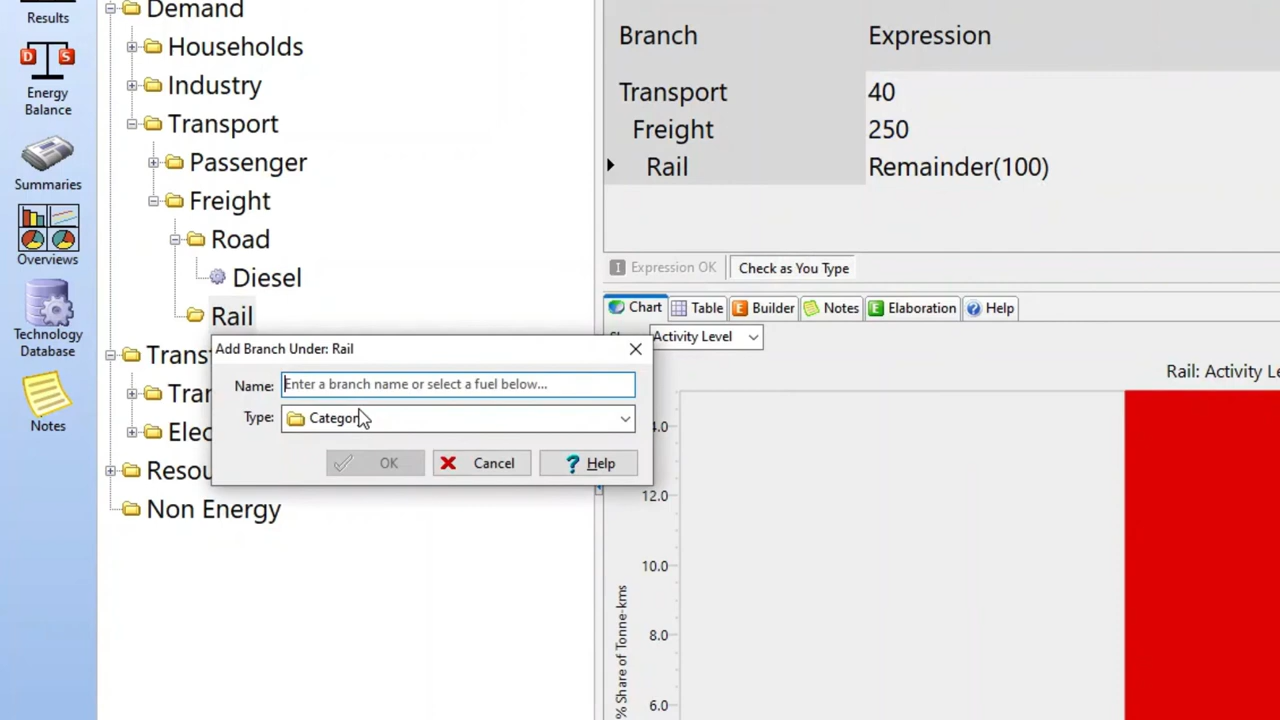 Results
Energy
Balance
Summaries
Overviews
Technology
Database
Notes
Demand
Households
Industry
Transport
Passenger
Freight
Road
Diesel
Rail
Non Energy
Add Branch Under: Rail
Name:
Enter a branch name or select a fuel below...
Type:
OK
Cancel
Help
Branch
Expression
Transport
40
Freight
250
Rail
Remainder(100)
Expression OK
Check as You Type
Chart
Table
Builder
Notes
Elaboration
Help
Activity Level
Rail: Activity Le
4.0
12.0
10.0
8.0
6.0
% Share of Tonne-kms